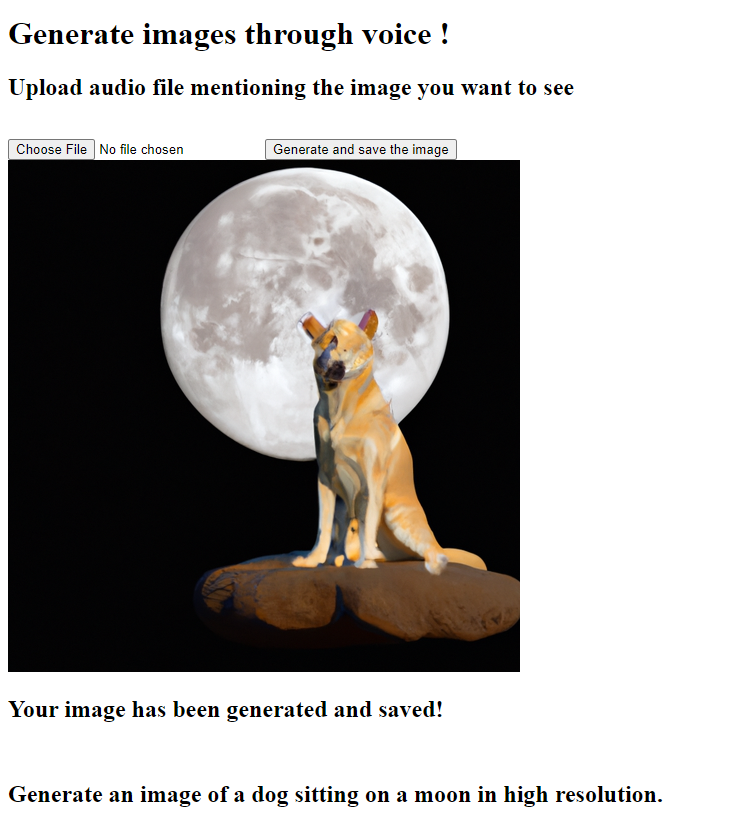 Generate images through voice !
Upload audio file mentioning the image you want to see
Choose File No file chosen Generate and save the image
Your image has been generated and saved!
Generate an image of a dog sitting on a moon in high resolution.